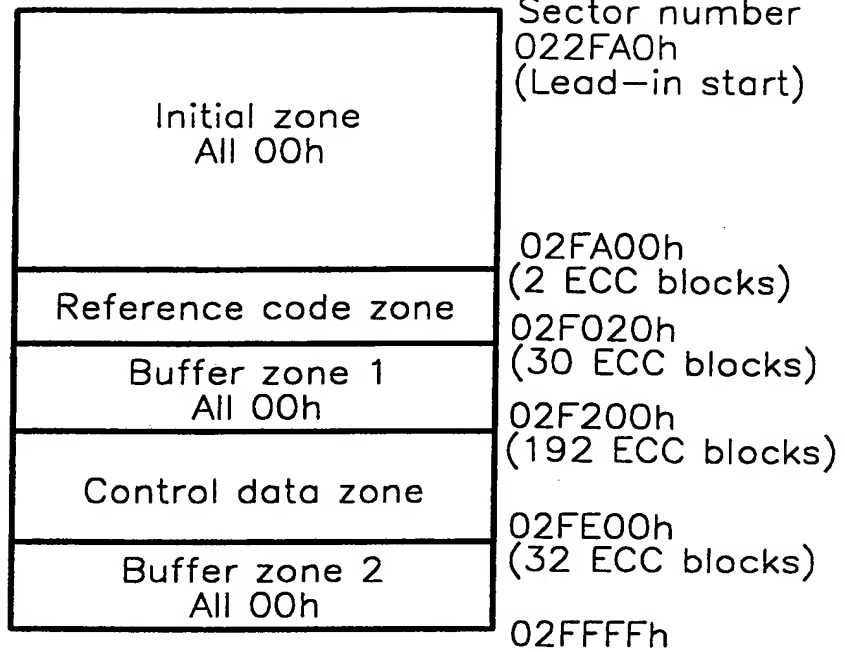 Sector number
022FA0h
(Lead-in start)
Initial zone
All 00h
02FA00h
(2 ECC blocks)
Reference code zone
02F020h
(30 ECC blocks)
Buffer zone 1
All 00h
02F200h
(192 ECC blocks)
Control data zone
02FE00h
(32 ECC blocks)
Buffer zone 2
All 00h
02FFFFh